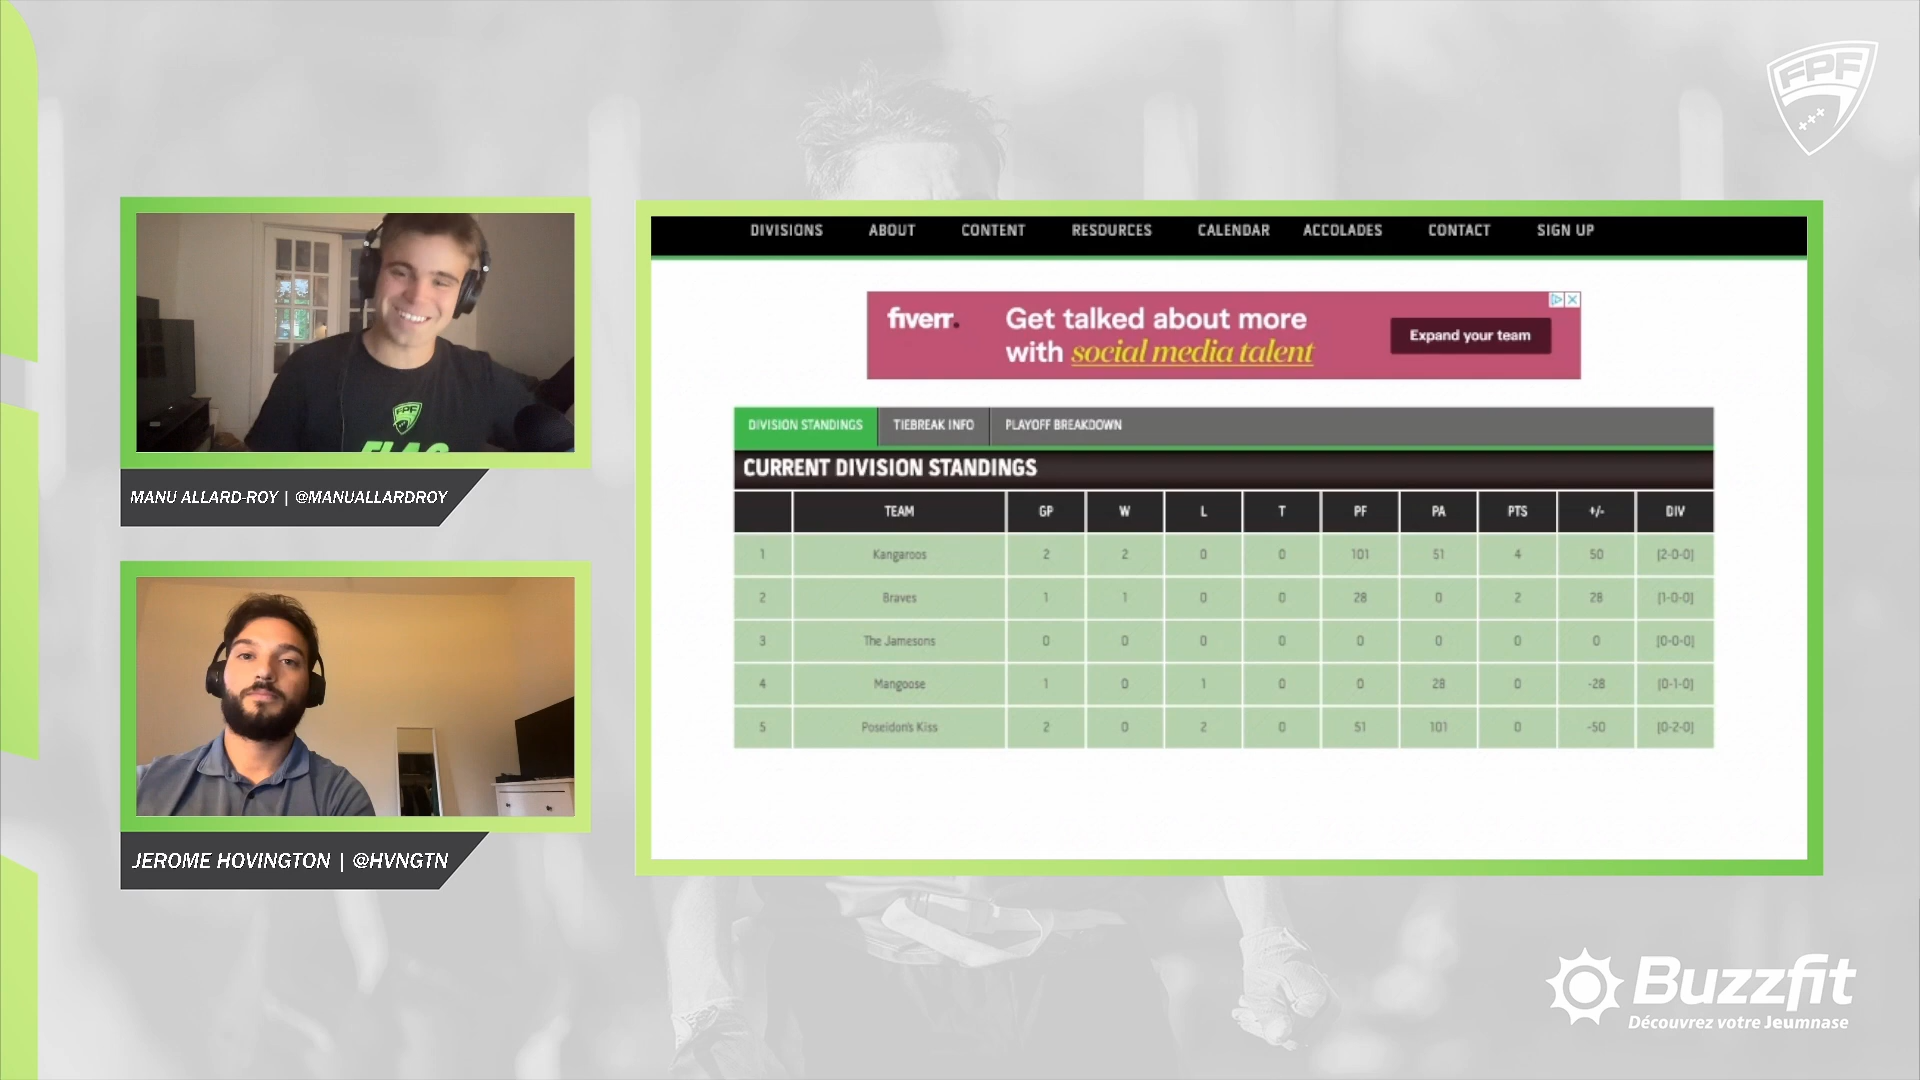 FPF
FPF
FLAG
MANU ALLARD-ROY | @MANUALLARDROY
JEROME HOVINGTON | @HVNGTN
DIVISIONS ABOUT CONTENT RESOURCES CALENDAR ACCOLADES CONTACT SIGN UP
fiverr.
Get talked about more
with social media talent
Expand your team
DIVISION STANDINGS TIEBREAK INFO PLAYOFF BREAKDOWN
CURRENT DIVISION STANDINGS
TEAM GP W L T PF PA PTS +/- DIV
1 Kangaroos 2 2 0 0 101 51 4 50 [2-0-0]
2 Braves 1 1 0 0 28 0 2 28 [1-0-0]
3 The Jamesons 0 0 0 0 0 0 0 0 [0-0-0]
4 Mangoose 1 0 1 0 0 28 0 -28 [0-1-0]
5 Poseidon's Kiss 2 0 2 0 51 101 0 -50 [0-2-0]
Buzzfit
Découvrez votre Jeumnase